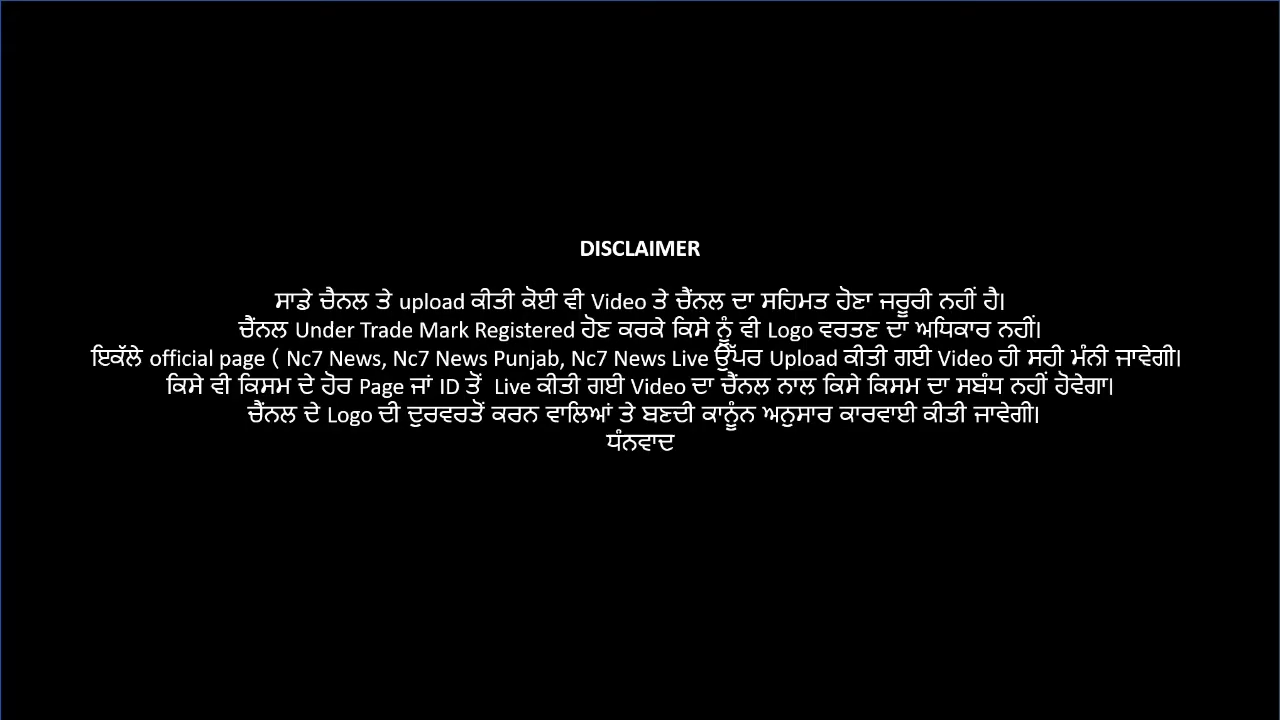 DISCLAIMER
ਸਾਡੇ ਚੈਨਲ ਤੇ upload ਕੀਤੀ ਕੋਈ ਵੀ Video ਤੇ ਚੈਂਨਲ ਦਾ ਸਹਿਮਤ ਹੋਣਾ ਜਰੂਰੀ ਨਹੀਂ ਹੈ।
ਚੈਂਨਲ Under Trade Mark Registered ਹੋਣ ਕਰਕੇ ਕਿਸੇ ਨੂੰ ਵੀ Logo ਵਰਤਣ ਦਾ ਅਧਿਕਾਰ ਨਹੀਂ।
ਇਕੱਲੇ official page ( Nc7 News, Nc7 News Punjab, Nc7 News Live ਉੱਪਰ Upload ਕੀਤੀ ਗਈ Video ਹੀ ਸਹੀ ਮੰਨੀ ਜਾਵੇਗੀ।
ਕਿਸੇ ਵੀ ਕਿਸਮ ਦੇ ਹੋਰ Page ਜਾਂ ID ਤੋਂ Live ਕੀਤੀ ਗਈ Video ਦਾ ਚੈਂਨਲ ਨਾਲ ਕਿਸੇ ਕਿਸਮ ਦਾ ਸਬੰਧ ਨਹੀਂ ਹੋਵੇਗਾ।
ਚੈਂਨਲ ਦੇ Logo ਦੀ ਦੁਰਵਰਤੋਂ ਕਰਨ ਵਾਲਿਆਂ ਤੇ ਬਣਦੀ ਕਾਨੂੰਨ ਅਨੁਸਾਰ ਕਾਰਵਾਈ ਕੀਤੀ ਜਾਵੇਗੀ।
ਧੰਨਵਾਦ